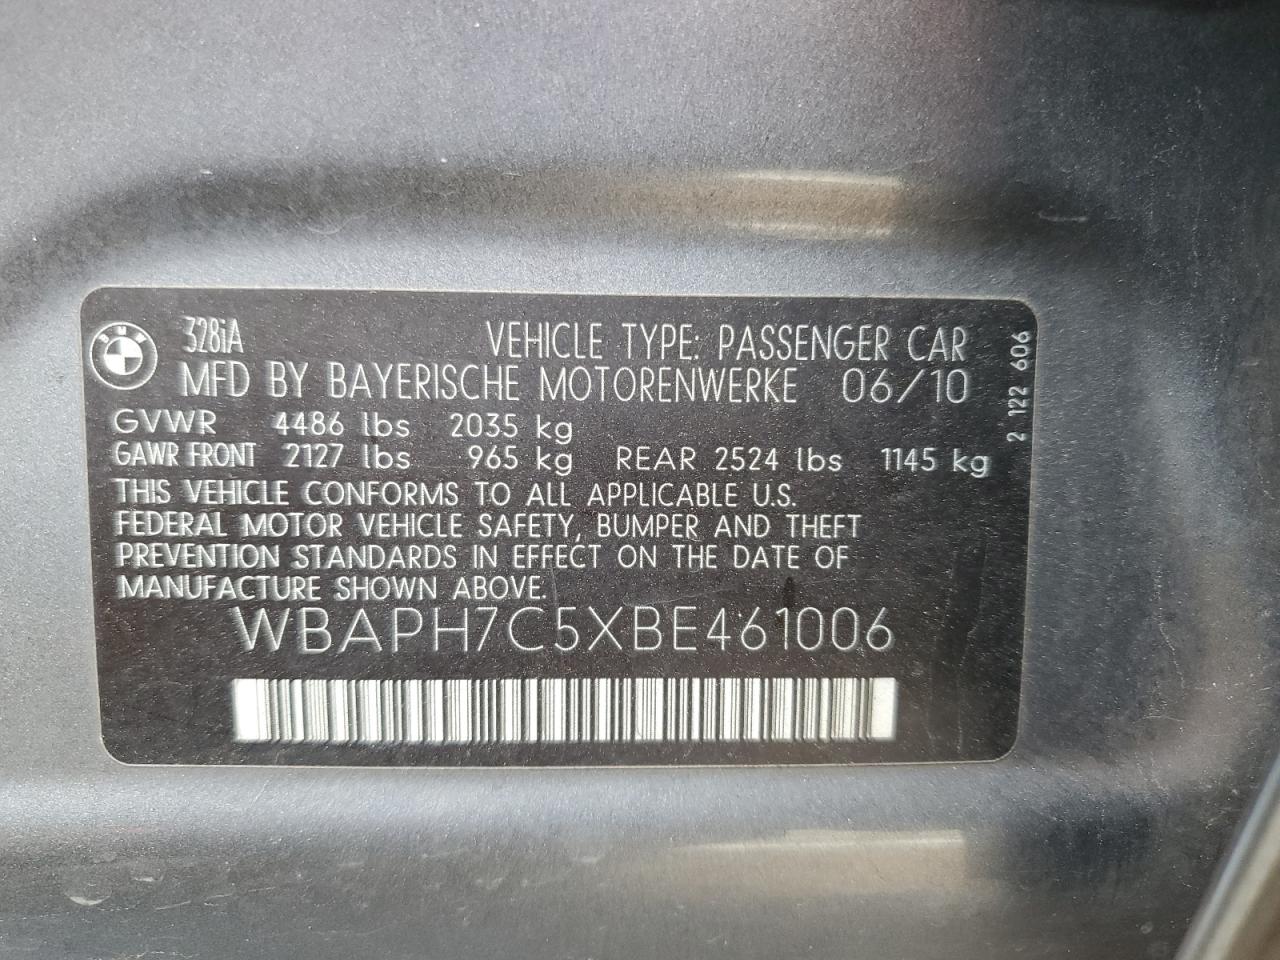 BMW
328iA
VEHICLE TYPE: PASSENGER CAR
MFD BY BAYERISCHE MOTORENWERKE 06/10
GVWR 4486 lbs 2035 kg
GAWR FRONT 2127 lbs 965 kg REAR 2524 lbs 1145 kg
THIS VEHICLE CONFORMS TO ALL APPLICABLE U.S.
FEDERAL MOTOR VEHICLE SAFETY, BUMPER AND THEFT
PREVENTION STANDARDS IN EFFECT ON THE DATE OF
MANUFACTURE SHOWN ABOVE.
WBAPH7C5XBE461006
2 122 606